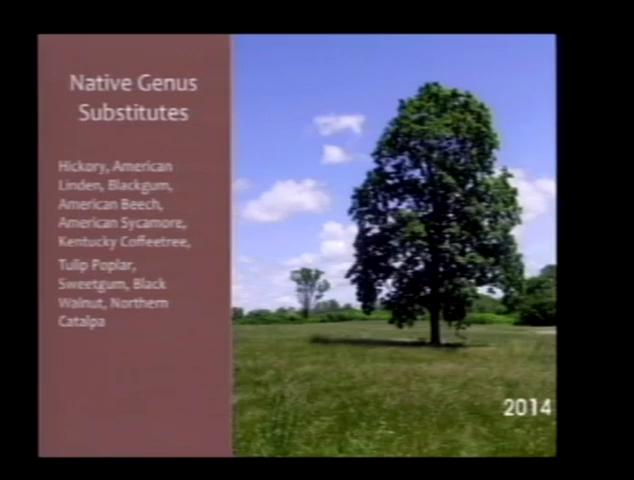 Native Genus
Substitutes
Hickory, American
Linden, Blackgum,
American Beech,
American Sycamore,
Kentucky Coffeetree,
Tulip Poplar,
Sweetgum, Black
Walnut, Northern
Catalpa
2014